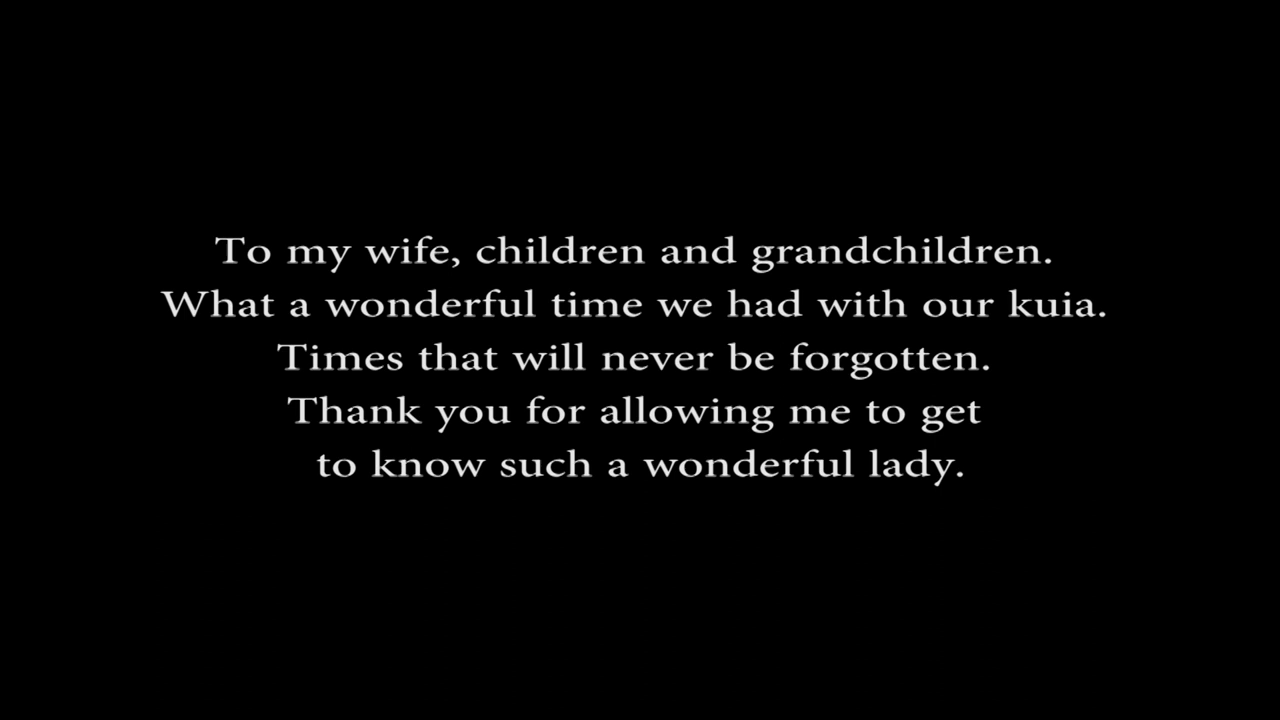 To my wife, children and grandchildren.
What a wonderful time we had with our kuia.
Times that will never be forgotten.
Thank you for allowing me to get
to know such a wonderful lady.